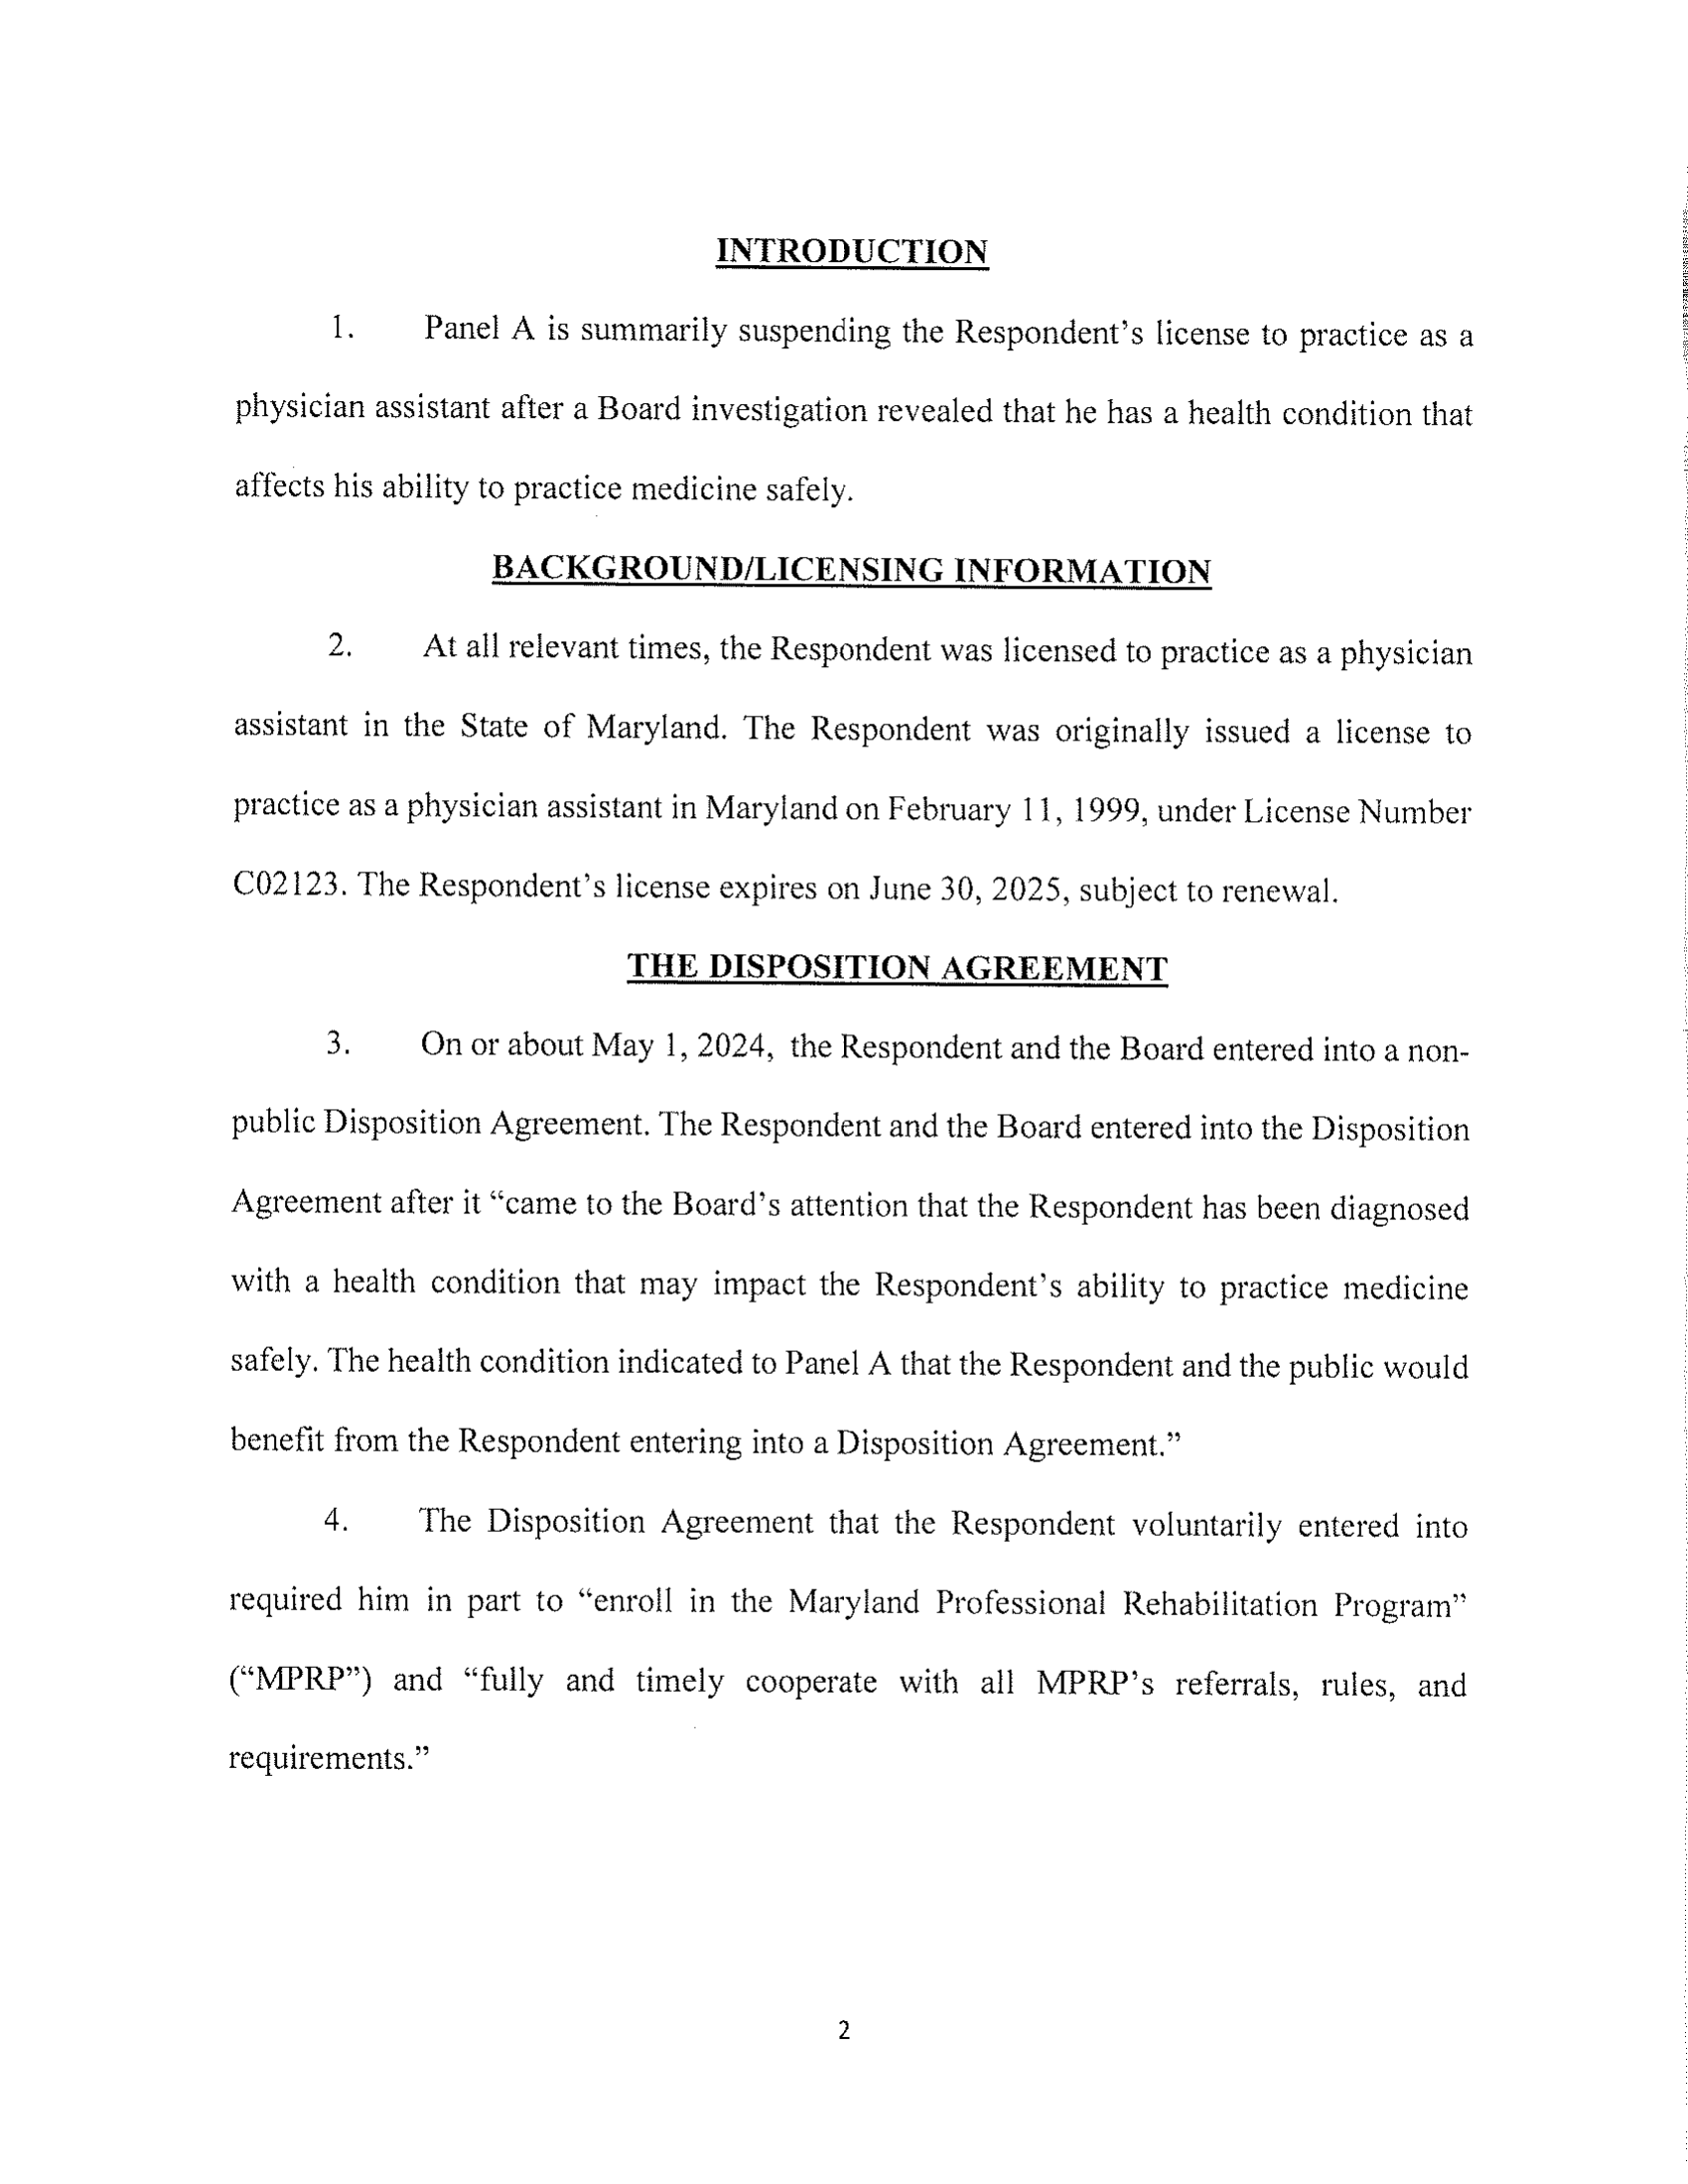 INTRODUCTION
1. Panel A is summarily suspending the Respondent’s license to practice as a
physician assistant after a Board investigation revealed that he has a health condition that
affects his ability to practice medicine safely.
BACKGROUND/LICENSING INFORMATION
2. At all relevant times, the Respondent was licensed to practice as a physician
assistant in the State of Maryland. The Respondent was originally issued a license to
practice as a physician assistant in Maryland on February 11, 1999, under License Number
C02123. The Respondent’s license expires on June 30, 2025, subject to renewal.
THE DISPOSITION AGREEMENT
3. On or about May 1, 2024, the Respondent and the Board entered into a non-
public Disposition Agreement. The Respondent and the Board entered into the Disposition
Agreement after it “came to the Board’s attention that the Respondent has been diagnosed
with a health condition that may impact the Respondent’s ability to practice medicine
safely. The health condition indicated to Panel A that the Respondent and the public would
benefit from the Respondent entering into a Disposition Agreement.”
4. The Disposition Agreement that the Respondent voluntarily entered into
required him in part to “enroll in the Maryland Professional Rehabilitation Program”
(“MPRP”) and “fully and timely cooperate with all MPRP’s referrals, rules, and
requirements.”
2